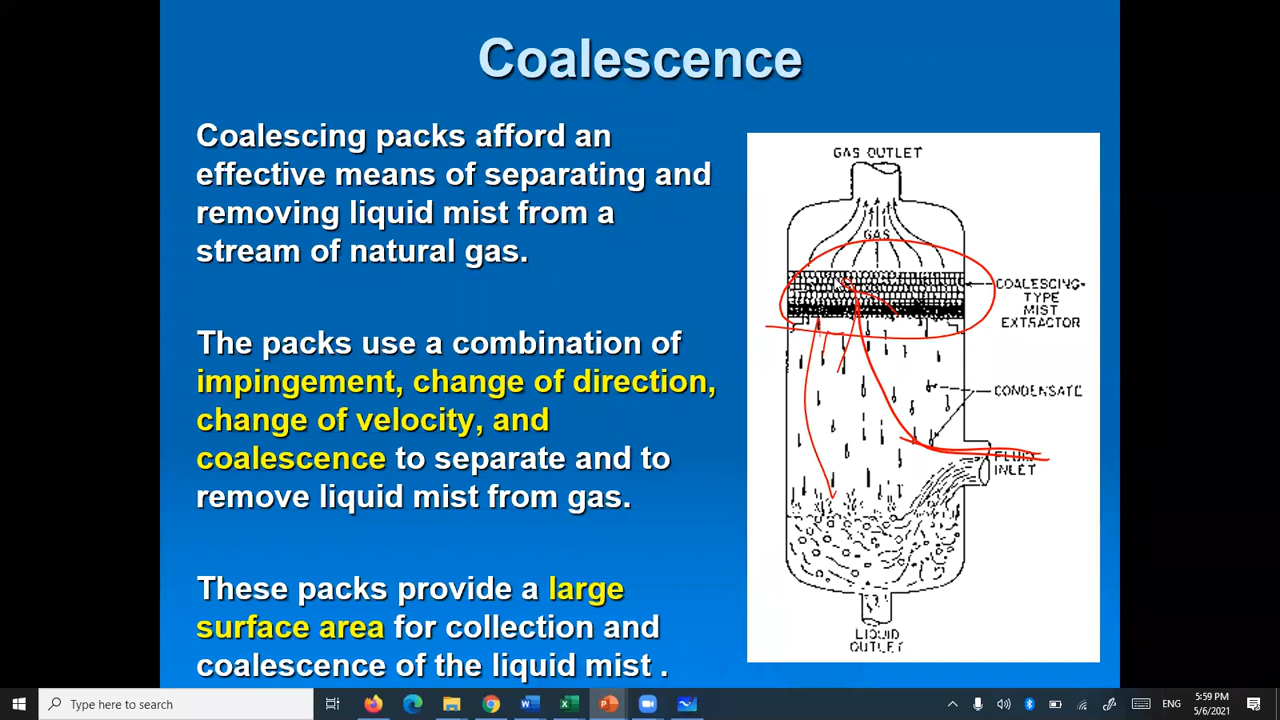 Coalescence
Coalescing packs afford an
effective means of separating and
removing liquid mist from a
stream of natural gas.
The packs use a combination of
impingement, change of direction,
change of velocity, and
coalescence to separate and to
remove liquid mist from gas.
These packs provide a large
surface area for collection and
coalescence of the liquid mist .
GAS OUTLET
GAS
COALESCING-
TYPE
MIST
EXTRACTOR
CONDENSATE
FLUID
INLET
LIQUID
OUTLET
Type here to search
ENG
5:59 PM
5/6/2021